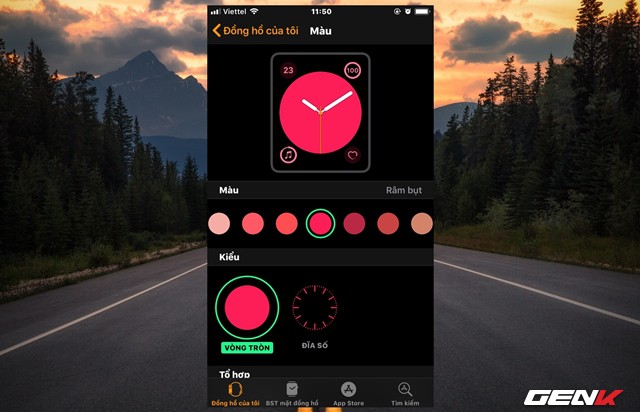 Viettel 11:50
Đồng hồ của tôi Màu
23 100
Màu Râm bụt
Kiểu
VÒNG TRÒN ĐĨA SỐ
Tổ hợp
Đồng hồ của tôi BST mặt đồng hồ App Store Tìm kiếm
GENK